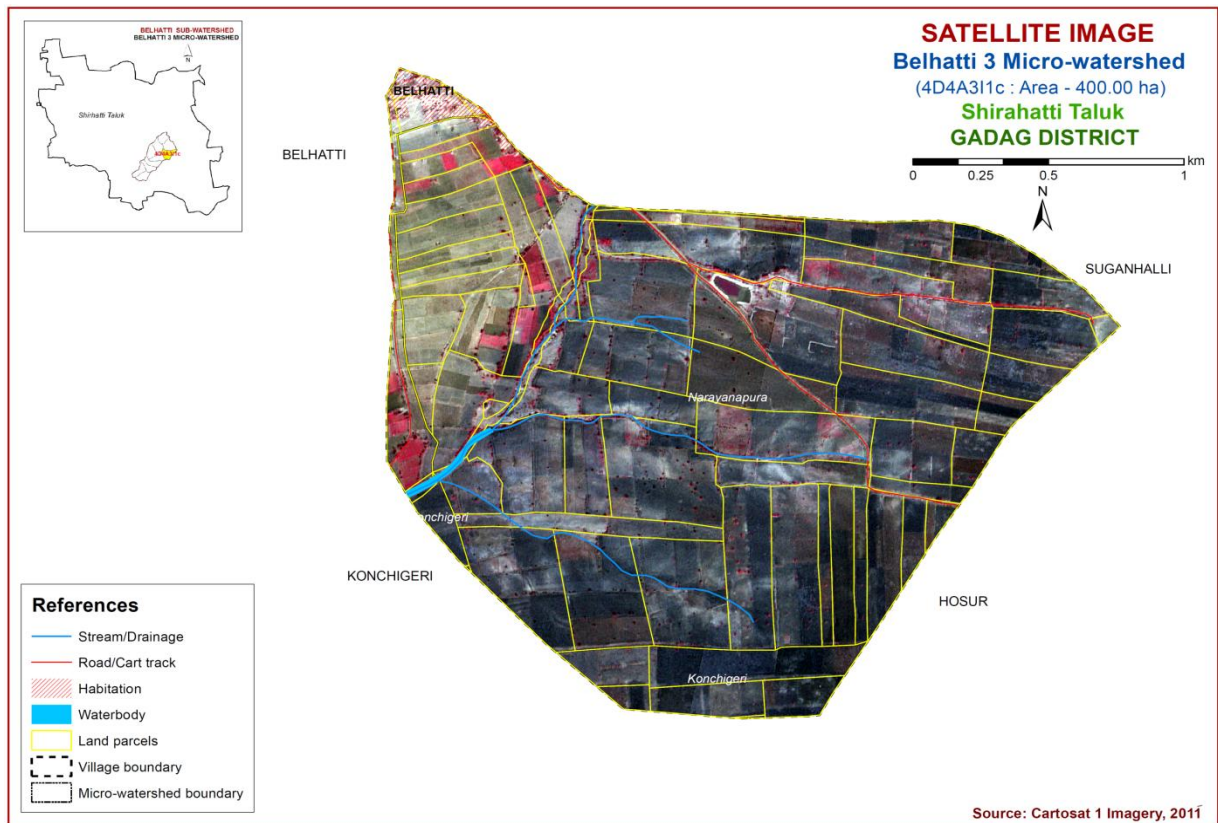 BELHATTI SUB-WATERSHED
BELHATTI 3 MICRO-WATERSHED
N
Shirhatti Taluk
4D4A3I1c
SATELLITE IMAGE
Belhatti 3 Micro-watershed
(4D4A3I1c : Area - 400.00 ha)
Shirahatti Taluk
GADAG DISTRICT
km
0 0.25 0.5 1
N
BELHATTI
BELHATTI
SUGANHALLI
Narayanapura
onchigeri
KONCHIGERI
HOSUR
Konchigeri
References
Stream/Drainage
Road/Cart track
Habitation
Waterbody
Land parcels
Village boundary
Micro-watershed boundary
Source: Cartosat 1 Imagery, 2011